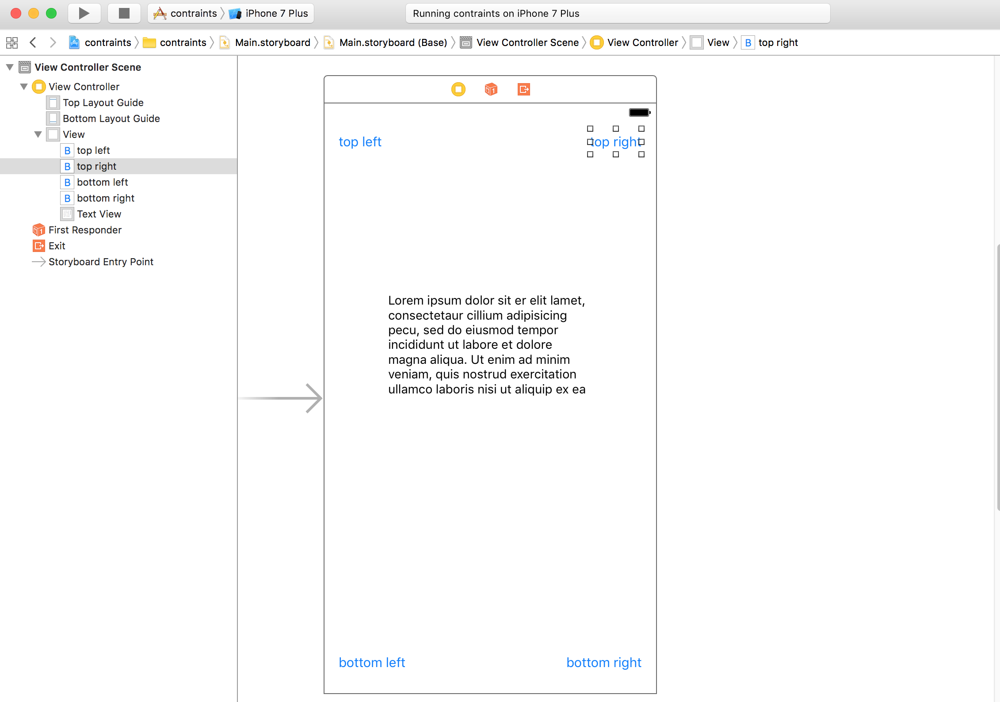 contraints iPhone 7 Plus Running contraints on iPhone 7 Plus
contraints contraints Main.storyboard Main.storyboard (Base) View Controller Scene View Controller View B top right
View Controller Scene
View Controller
Top Layout Guide
Bottom Layout Guide
View
B top left
B top right
B bottom left
B bottom right
Text View
1 First Responder
Exit
Storyboard Entry Point
1
top left top right
Lorem ipsum dolor sit er elit lamet,
consectetaur cillium adipisicing
pecu, sed do eiusmod tempor
incididunt ut labore et dolore
magna aliqua. Ut enim ad minim
veniam, quis nostrud exercitation
ullamco laboris nisi ut aliquip ex ea
bottom left bottom right